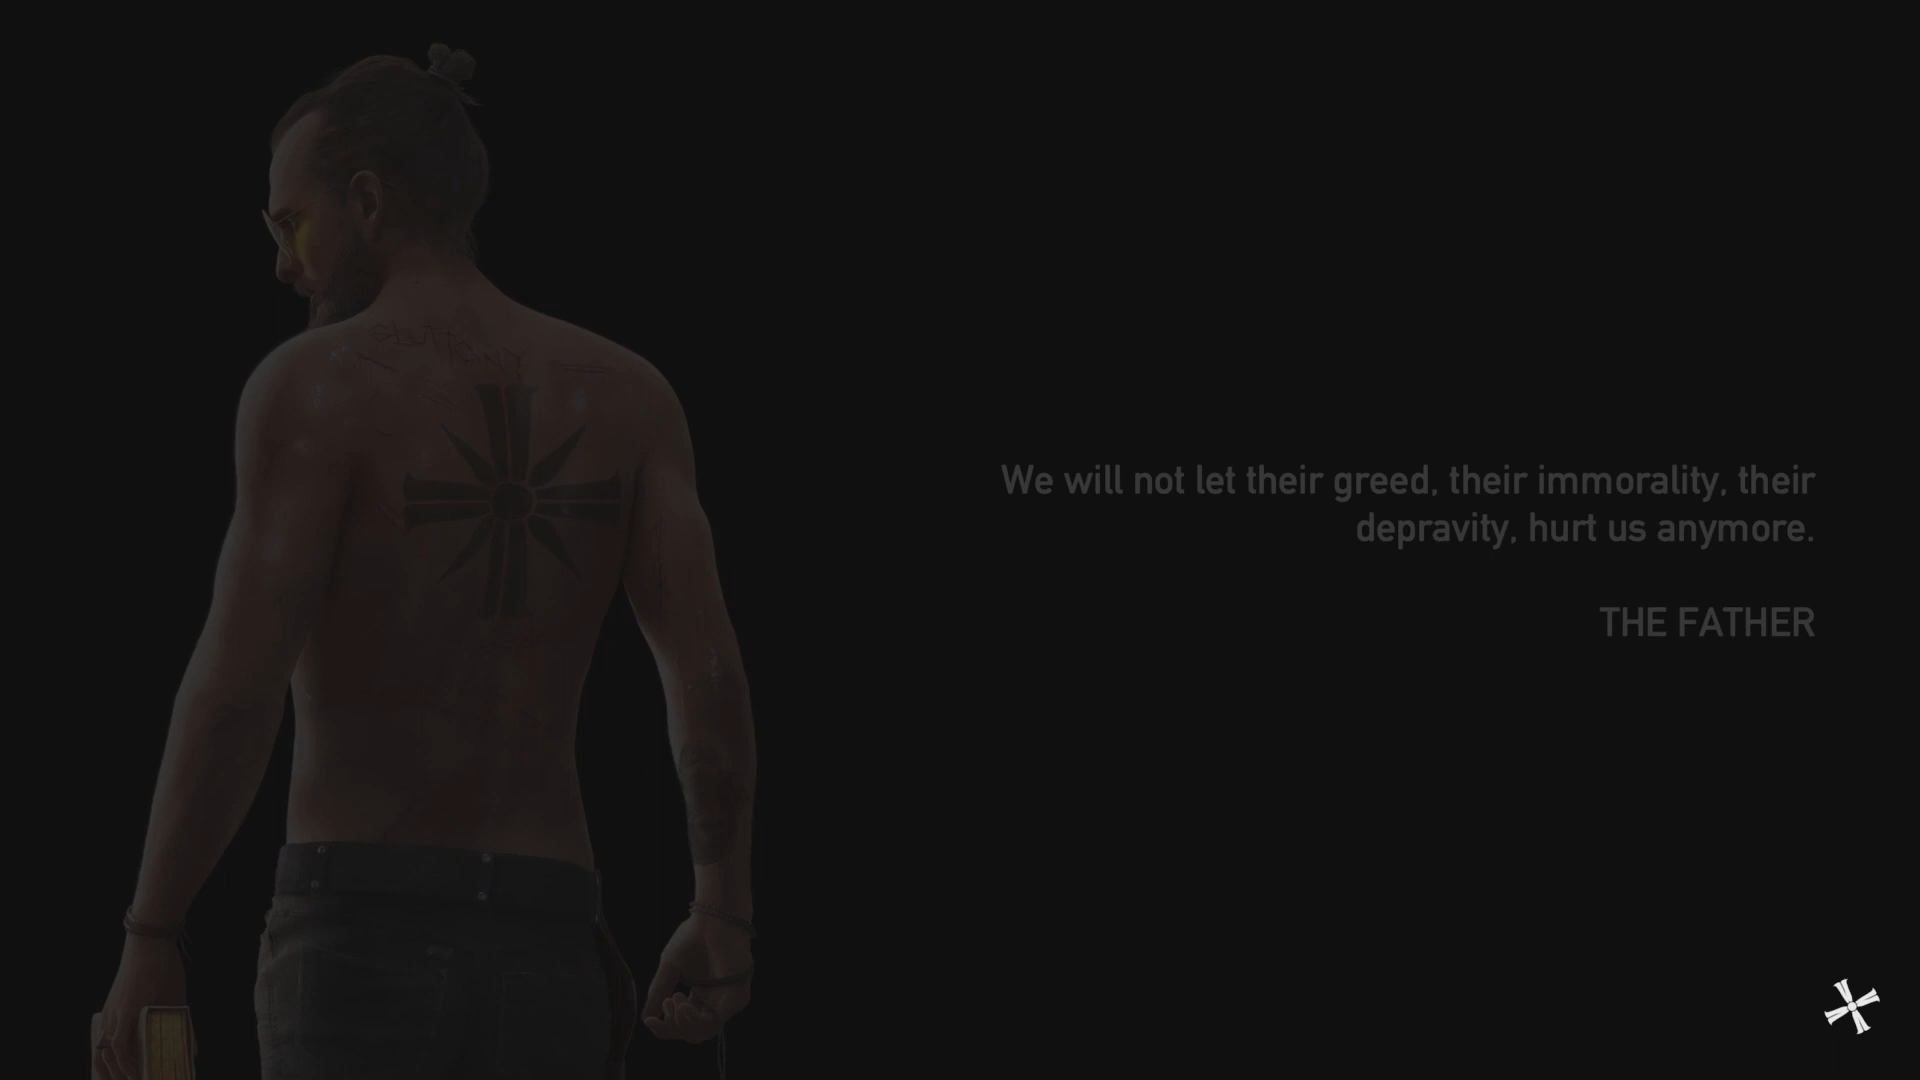 We will not let their greed, their immorality, their
depravity, hurt us anymore.
THE FATHER